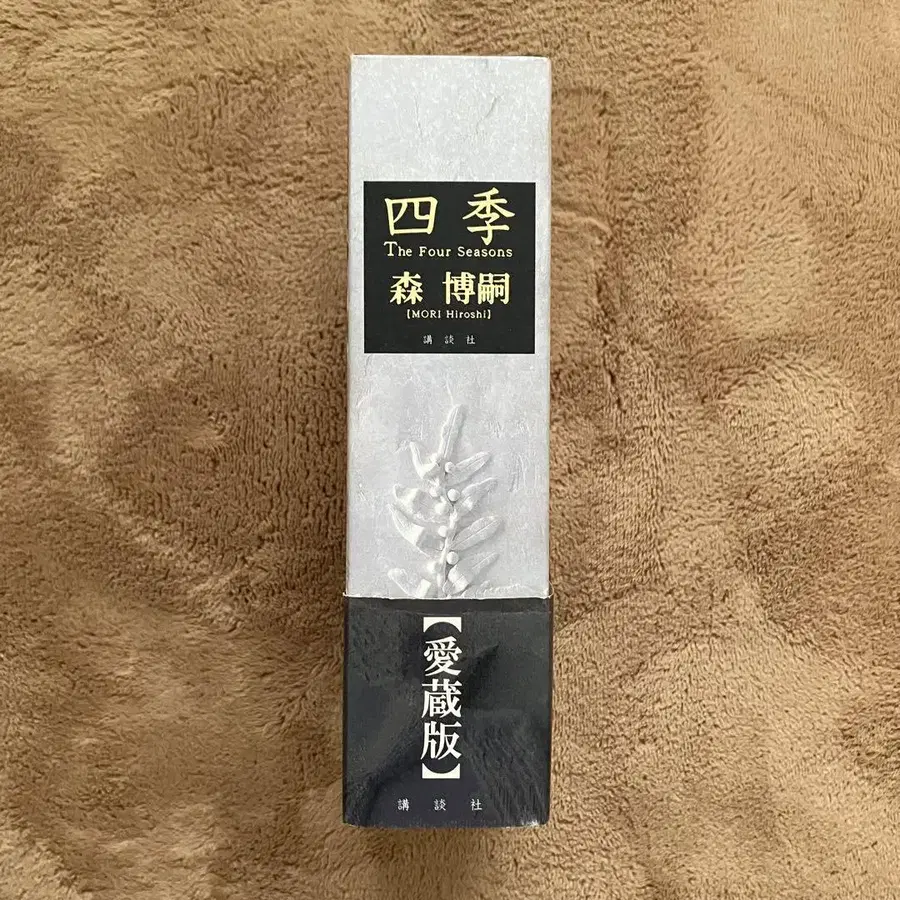 四季
The Four Seasons
森 博嗣
【MORI Hiroshi】
講談社
【愛蔵版】
講談社